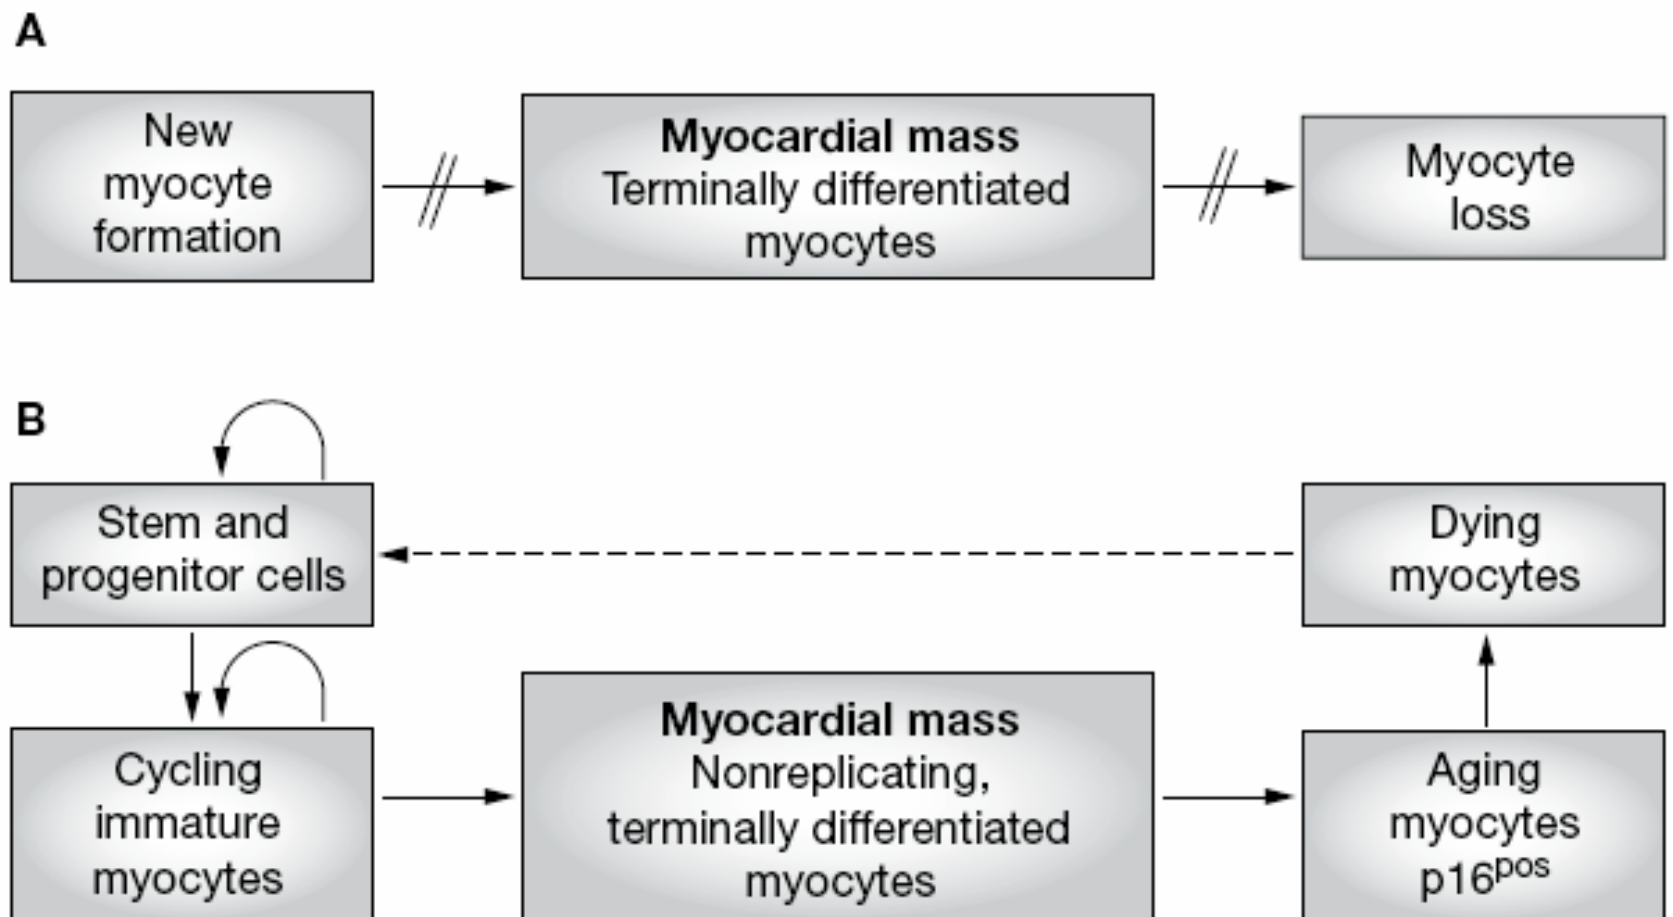 A
New
myocyte
formation
Myocardial mass
Terminally differentiated
myocytes
Myocyte
loss
B
Stem and
progenitor cells
Dying
myocytes
Cycling
immature
myocytes
Myocardial mass
Nonreplicating,
terminally differentiated
myocytes
Aging
myocytes
p16pos